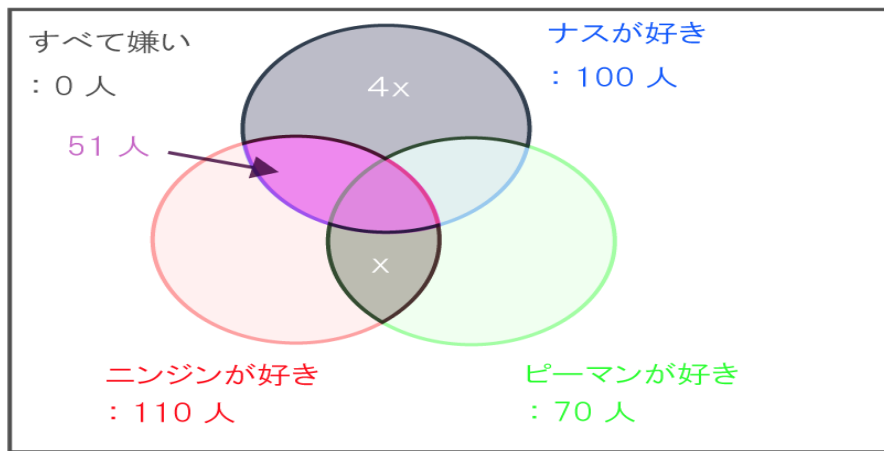 すべて嫌い
：0 人
ナスが好き
：100 人
4x
51 人
x
ニンジンが好き
：110 人
ピーマンが好き
：70 人